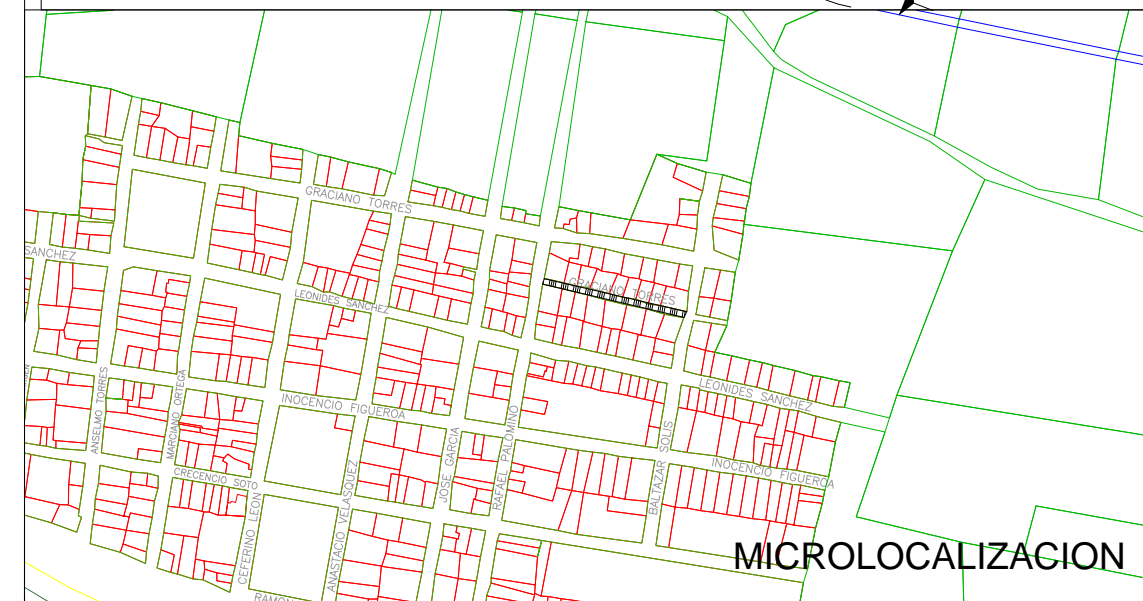 GRACIANO TORRES
SANCHEZ
GRACIANO TORRES
LEONIDES SANCHEZ
ANSELMO TORRES
MARCIANO ORTEGA
INOCENCIO FIGUEROA
LEONIDES SANCHEZ
JOSE GARCIA
RAFAEL PALOMINO
BALTAZAR SOLIS
INOCENCIO FIGUEROA
CRECENCIO SOTO
CEFERINO LEON
ANASTACIO VELASQUEZ
MICROLOCALIZACION
RAMON